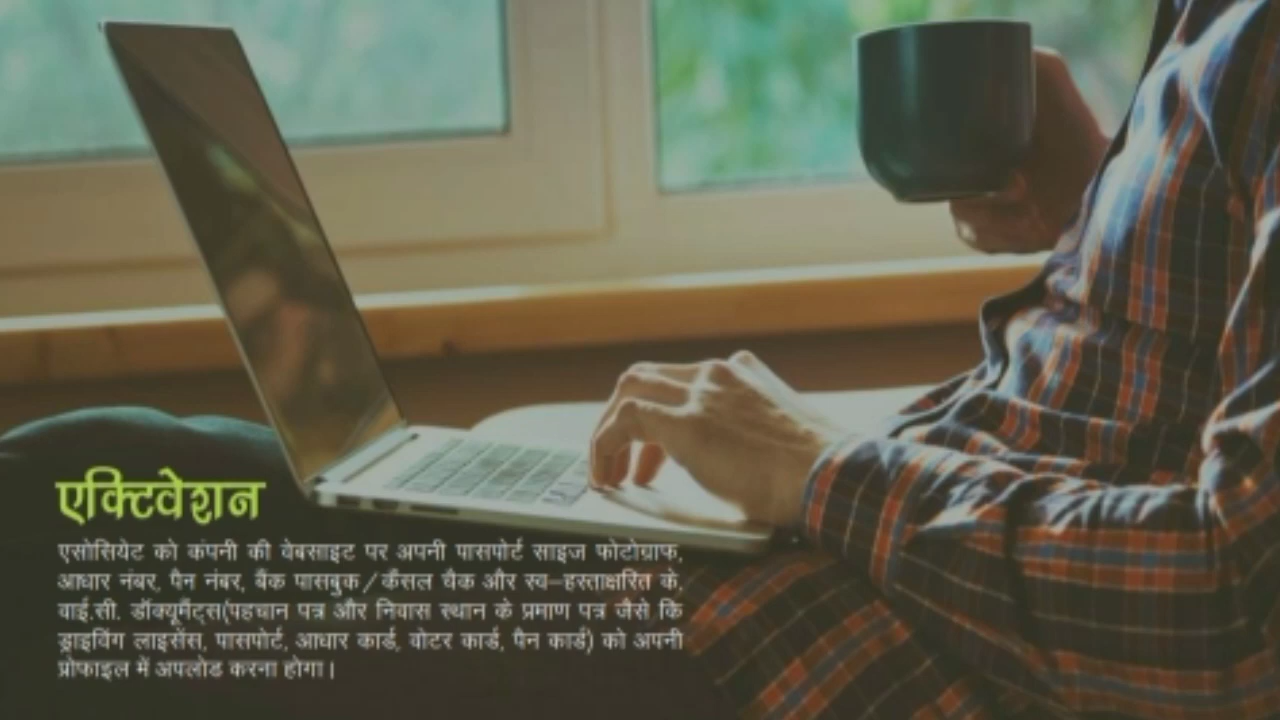 एक्टिवेशन
एसोसियेट को कंपनी की वेबसाइट पर अपनी पासपोर्ट साइज फोटोग्राफ,
आधार नंबर, पैन नंबर, बैंक पासबुक/कैंसल चैक और स्व–हस्ताक्षरित के.
वाई.सी. डॉक्यूमैंट्स(पहचान पत्र और निवास स्थान के प्रमाण पत्र जैसे कि
ड्राइविंग लाइसेंस, पासपोर्ट, आधार कार्ड, वोटर कार्ड, पैन कार्ड) को अपनी
प्रोफाइल में अपलोड करना होगा।